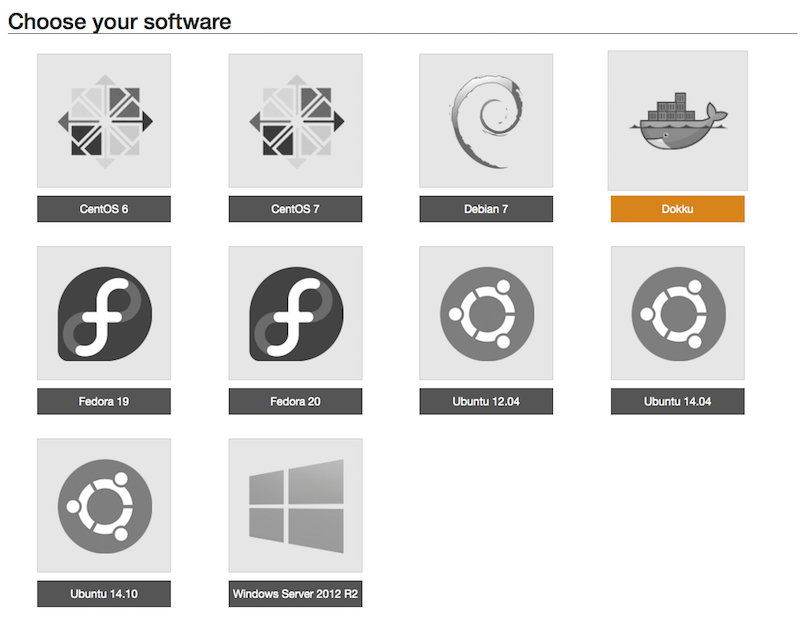 Choose your software
CentOS 6
CentOS 7
Debian 7
Dokku
Fedora 19
Fedora 20
Ubuntu 12.04
Ubuntu 14.04
Ubuntu 14.10
Windows Server 2012 R2